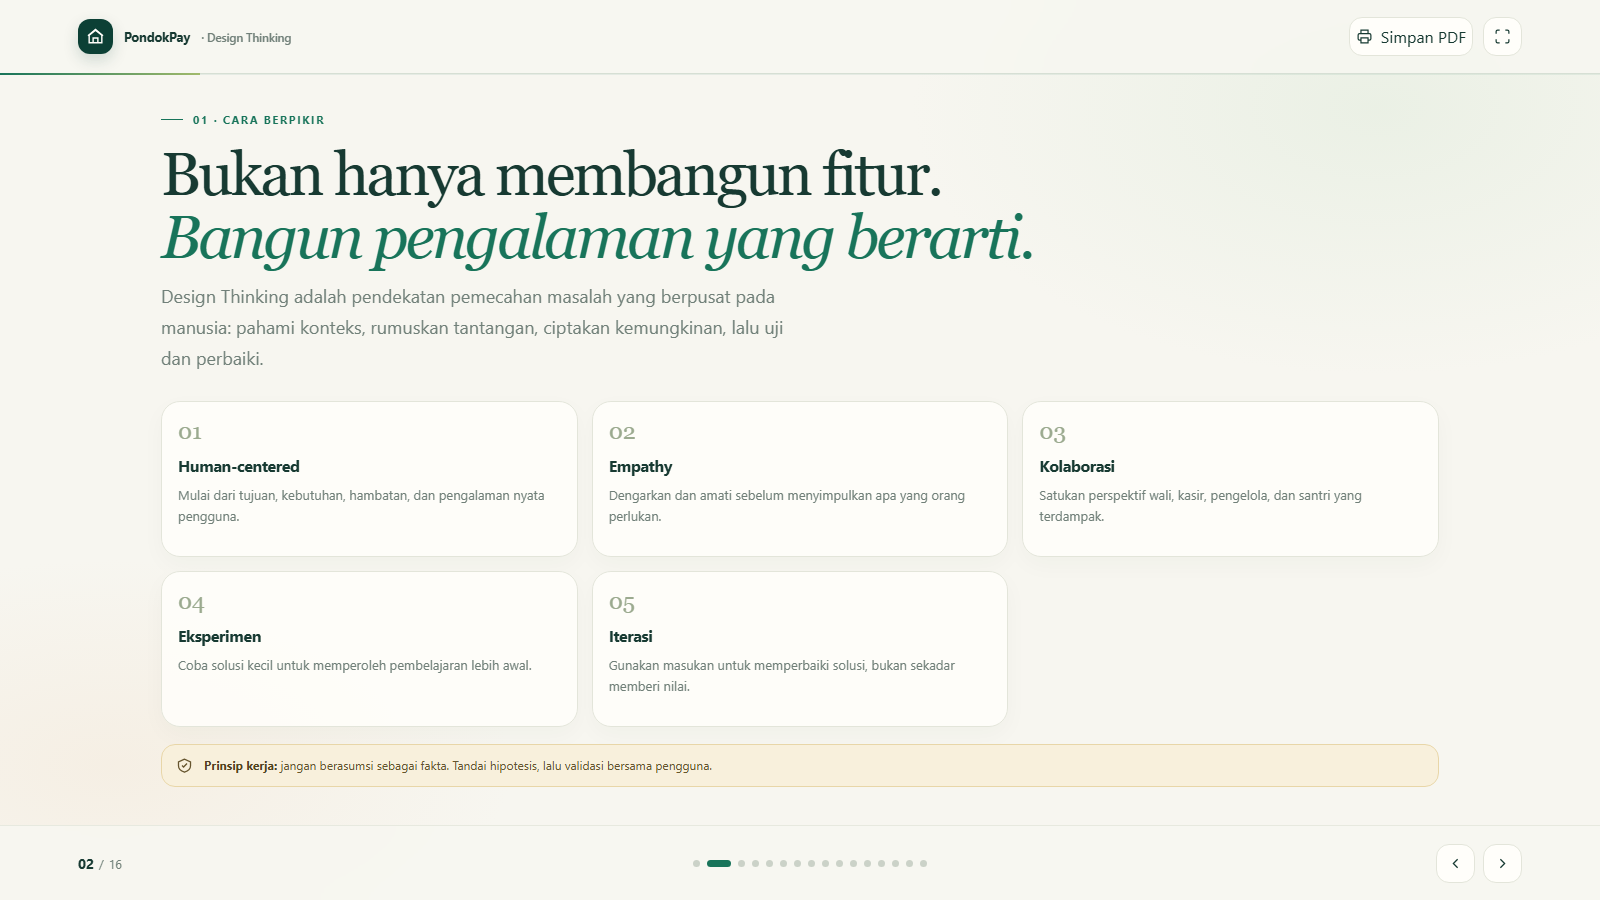 PondokPay · Design Thinking
Simpan PDF
01 · CARA BERPIKIR
Bukan hanya membangun fitur.
Bangun pengalaman yang berarti.
Design Thinking adalah pendekatan pemecahan masalah yang berpusat pada
manusia: pahami konteks, rumuskan tantangan, ciptakan kemungkinan, lalu uji
dan perbaiki.
01
Human-centered
Mulai dari tujuan, kebutuhan, hambatan, dan pengalaman nyata
pengguna.
02
Empathy
Dengarkan dan amati sebelum menyimpulkan apa yang orang
perlukan.
03
Kolaborasi
Satukan perspektif wali, kasir, pengelola, dan santri yang
terdampak.
04
Eksperimen
Coba solusi kecil untuk memperoleh pembelajaran lebih awal.
05
Iterasi
Gunakan masukan untuk memperbaiki solusi, bukan sekadar
memberi nilai.
Prinsip kerja: jangan berasumsi sebagai fakta. Tandai hipotesis, lalu validasi bersama pengguna.
02 / 16